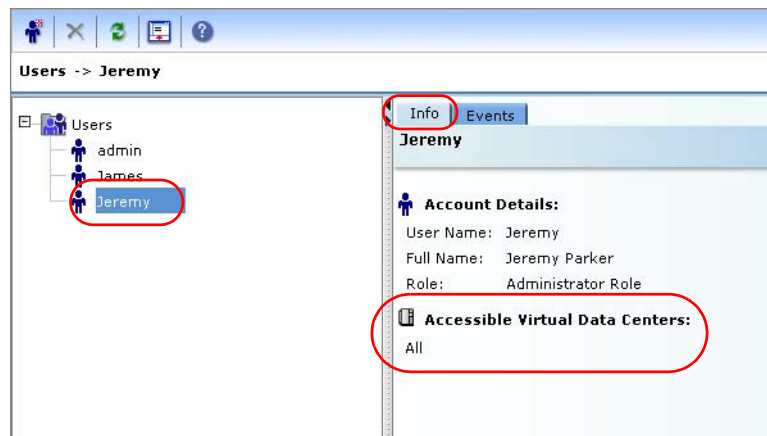 Users -> Jeremy
Users
admin
James
Jeremy
Info
Events
Jeremy
Account Details:
User Name: Jeremy
Full Name: Jeremy Parker
Role: Administrator Role
Accessible Virtual Data Centers:
All